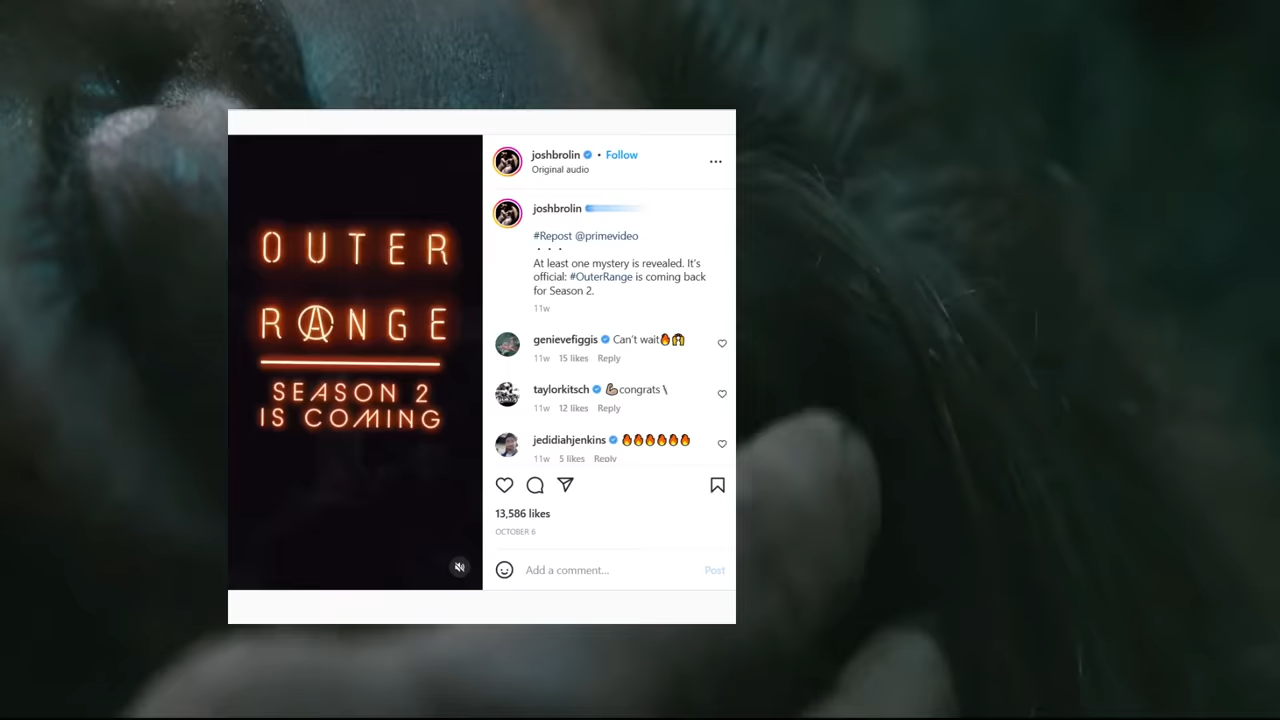 OUTER
RANGE
SEASON 2
IS COMING
joshbrolin • Follow
Original audio
joshbrolin
#Repost @primevideo
• • •
At least one mystery is revealed. It's
official: #OuterRange is coming back
for Season 2.
11w
genievefiggis Can't wait🔥🙌
11w 15 likes Reply
taylorkitsch 💪🏼congrats \
11w 12 likes Reply
jedidiahjenkins 🔥🔥🔥🔥🔥🔥
11w 5 likes Reply
13,586 likes
OCTOBER 6
Add a comment...
Post